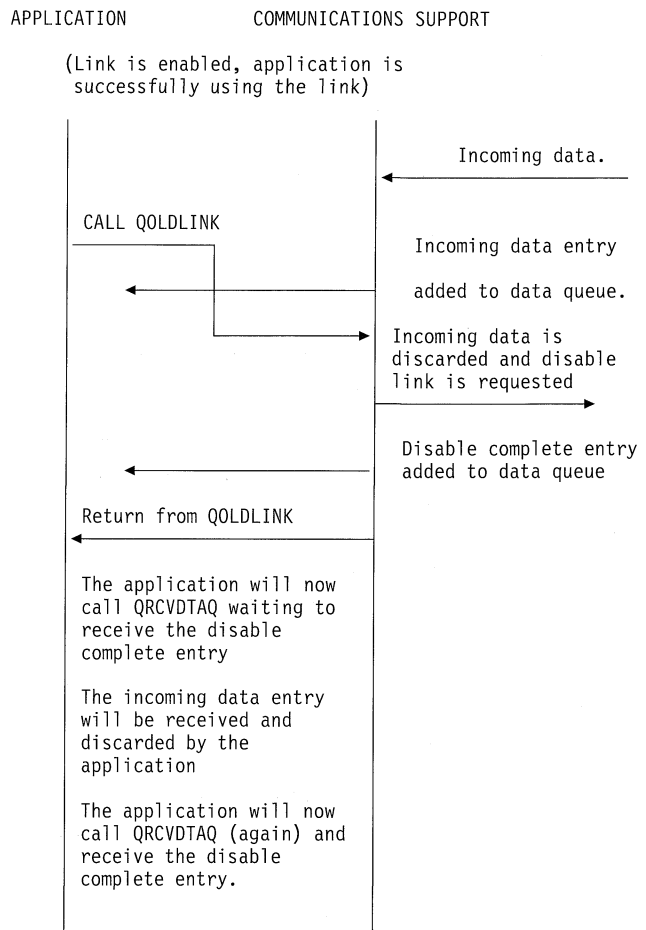 APPLICATION COMMUNICATIONS SUPPORT
(Link is enabled, application is
successfully using the link)
Incoming data.
CALL QOLDLINK
Incoming data entry
added to data queue.
Incoming data is
discarded and disable
link is requested
Disable complete entry
added to data queue
Return from QOLDLINK
The application will now
call QRCVDTAQ waiting to
receive the disable
complete entry
The incoming data entry
will be received and
discarded by the
application
The application will now
call QRCVDTAQ (again) and
receive the disable
complete entry.